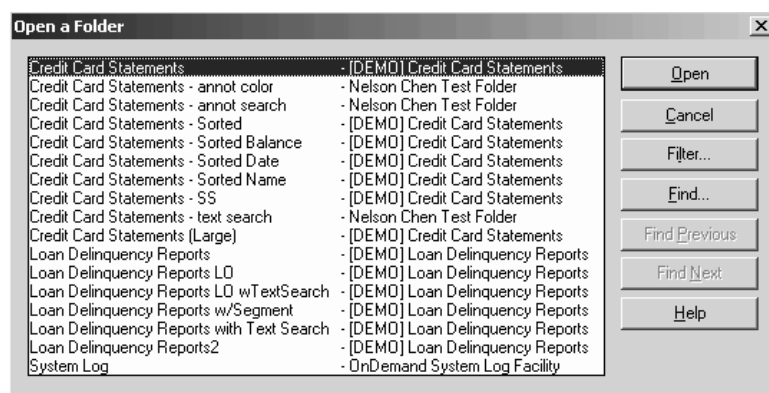 Open a Folder
Credit Card Statements - [DEMO] Credit Card Statements
Credit Card Statements - annot color - Nelson Chen Test Folder
Credit Card Statements - annot search - Nelson Chen Test Folder
Credit Card Statements - Sorted - [DEMO] Credit Card Statements
Credit Card Statements - Sorted Balance - [DEMO] Credit Card Statements
Credit Card Statements - Sorted Date - [DEMO] Credit Card Statements
Credit Card Statements - Sorted Name - [DEMO] Credit Card Statements
Credit Card Statements - SS - [DEMO] Credit Card Statements
Credit Card Statements - text search - Nelson Chen Test Folder
Credit Card Statements (Large) - [DEMO] Credit Card Statements
Loan Delinquency Reports - [DEMO] Loan Delinquency Reports
Loan Delinquency Reports LO - [DEMO] Loan Delinquency Reports
Loan Delinquency Reports LO wTextSearch - [DEMO] Loan Delinquency Reports
Loan Delinquency Reports w/Segment - [DEMO] Loan Delinquency Reports
Loan Delinquency Reports with Text Search - [DEMO] Loan Delinquency Reports
Loan Delinquency Reports2 - [DEMO] Loan Delinquency Reports
System Log - OnDemand System Log Facility
Open
Cancel
Filter...
Find...
Find Previous
Find Next
Help